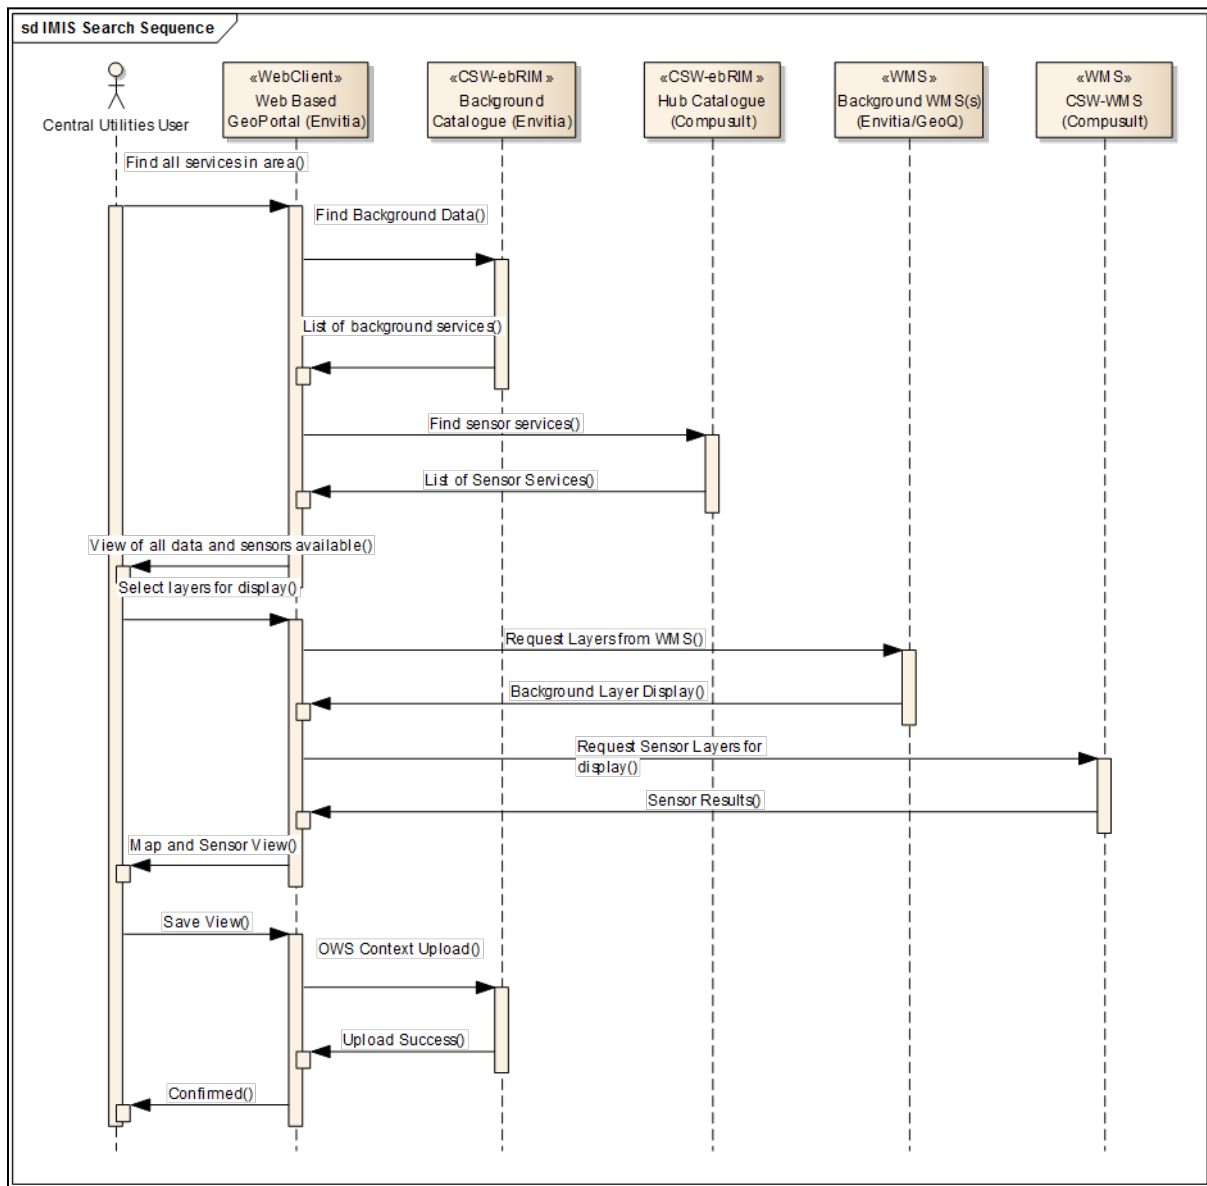 sd IMIS Search Sequence
«WebClient»
Web Based
GeoPortal (Envitia)
«CSW-ebRIM »
Background
Catalogue (Envitia)
«CSW-ebRIM »
Hub Catalogue
(Compusult)
«WMS»
Background WMS(s)
(Envitia/GeoQ)
«WMS»
CSW-WMS
(Compusult)
Central Utilities User
Find all services in area()
Find Background Data()
List of background services()
Find sensor services()
List of Sensor Services()
View of all data and sensors available()
Select layers for display()
Request Layers from WMS()
Background Layer Display()
Request Sensor Layers for
display()
Sensor Results()
Map and Sensor View()
Save View()
OWS Context Upload()
Upload Success()
Confirmed()